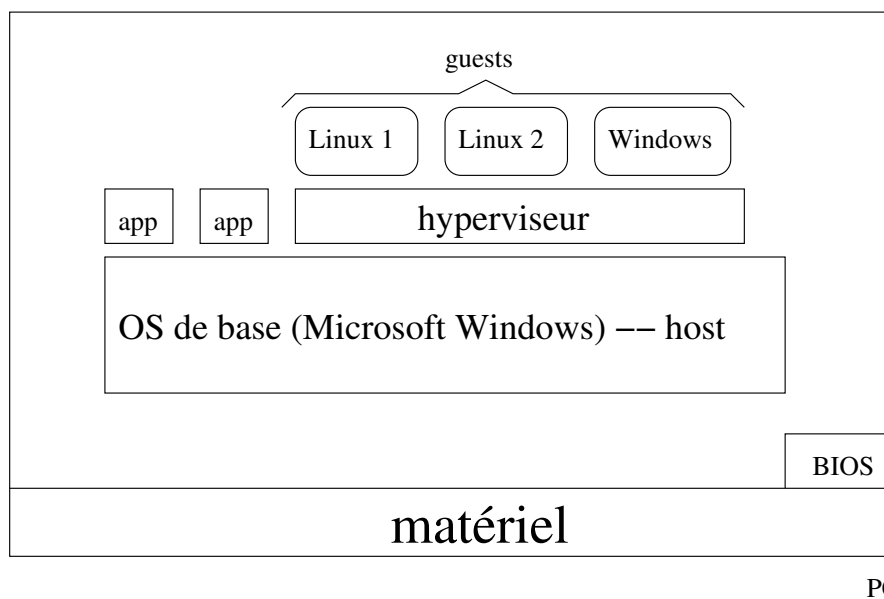 guests
Linux 1
Linux 2
Windows
app
app
hyperviseur
OS de base (Microsoft Windows) −− host
BIOS
matériel